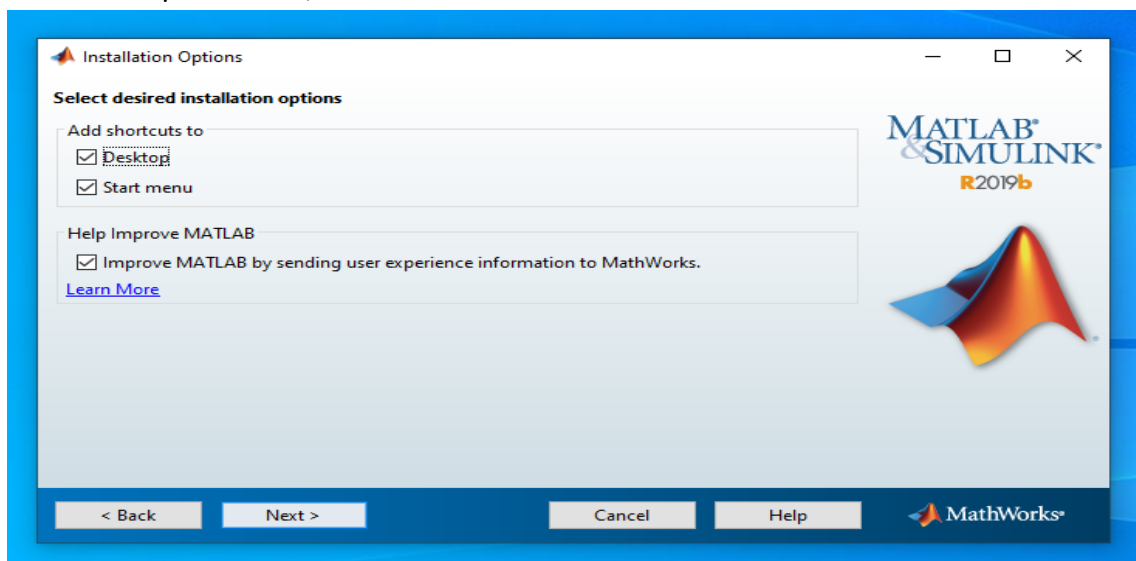 Installation Options
Select desired installation options
Add shortcuts to
Desktop
Start menu
Help Improve MATLAB
Improve MATLAB by sending user experience information to MathWorks.
Learn More
MATLAB®
&SIMULINK®
R2019b
< Back
Next >
Cancel
Help
MathWorks®